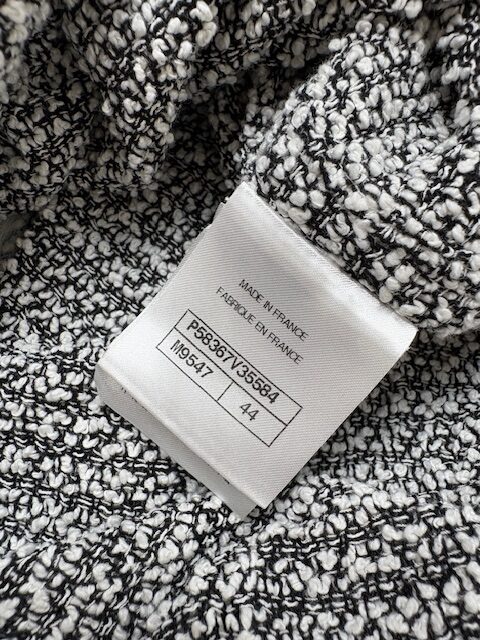 MADE IN FRANCE
FABRIQUE EN FRANCE
P58367V35584
M9547 44